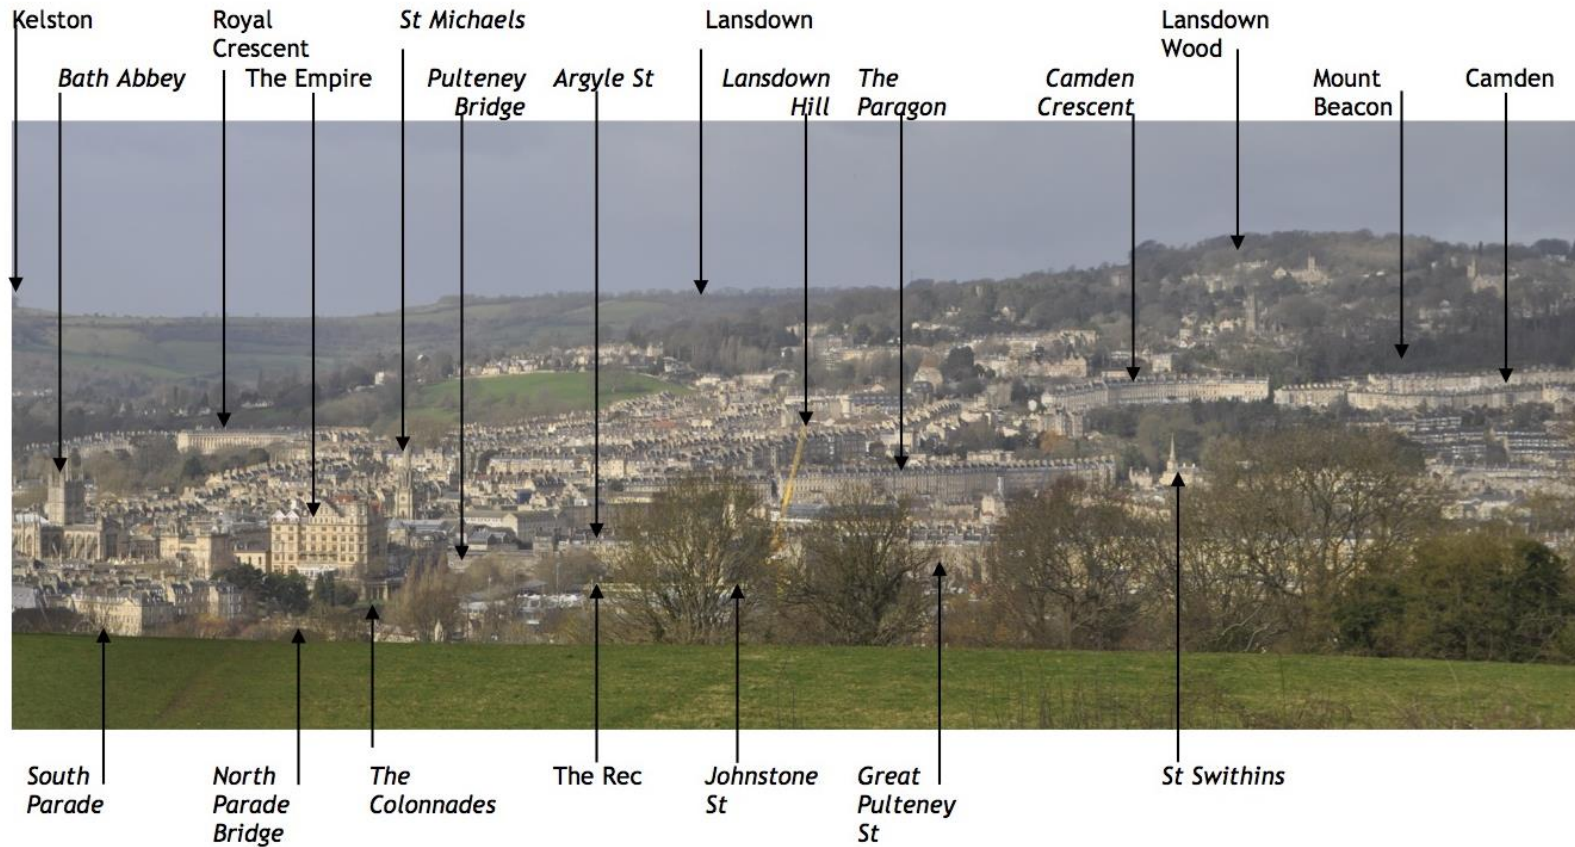 Kelston
Royal
Crescent
St Michaels
Lansdown
Lansdown
Wood
Bath Abbey
The Empire
Pulteney
Bridge
Argyle St
Lansdown
Hill
The
Paragon
Camden
Crescent
Mount
Beacon
Camden
South
Parade
North
Parade
Bridge
The
Colonnades
The Rec
Johnstone
St
Great
Pulteney
St
St Swithins